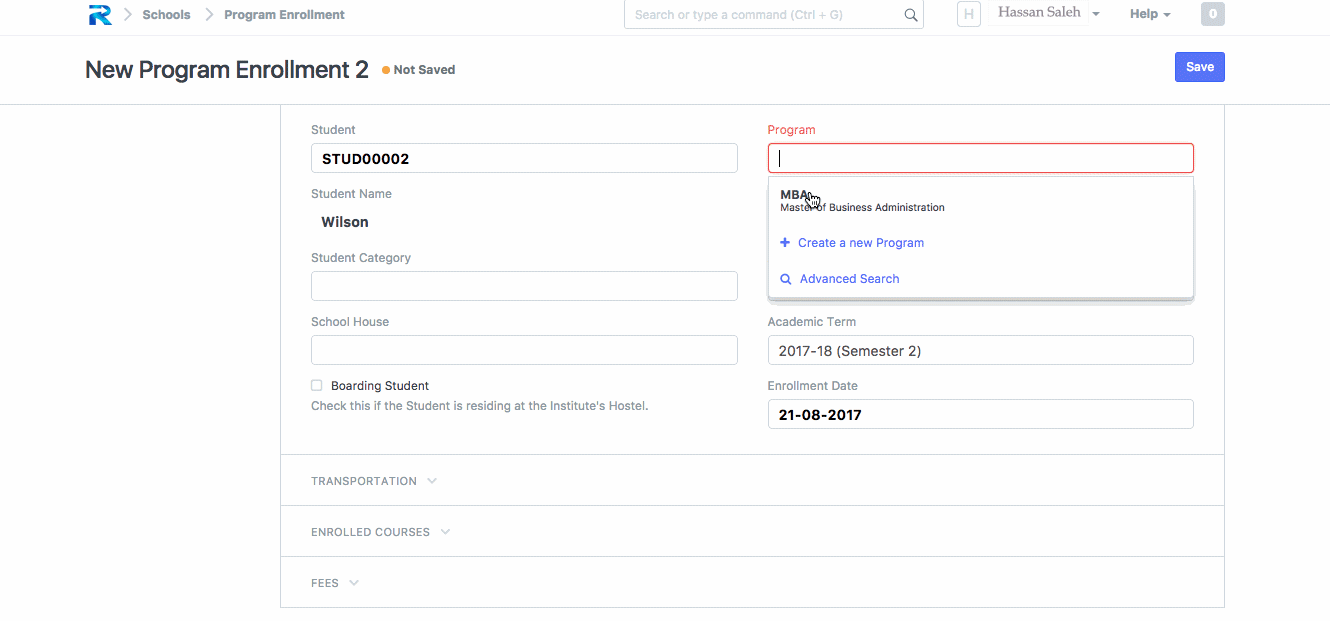 Schools
Program Enrollment
Search or type a command (Ctrl + G)
H
Hassan Saleh
Help
0
New Program Enrollment 2
Not Saved
Save
Student
STUD00002
Student Name
Wilson
Student Category
School House
Boarding Student
Check this if the Student is residing at the Institute's Hostel.
Program
MBA
Master of Business Administration
Create a new Program
Advanced Search
Academic Term
2017-18 (Semester 2)
Enrollment Date
21-08-2017
TRANSPORTATION
ENROLLED COURSES
FEES